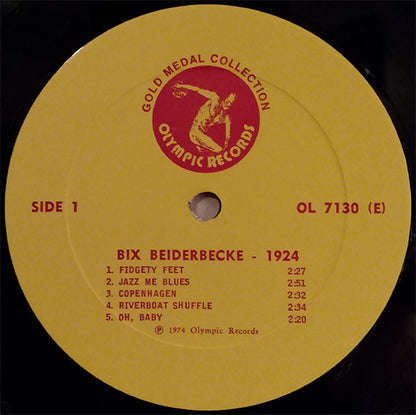 GOLD MEDAL COLLECTION
OLYMPIC RECORDS
SIDE 1
OL 7130 (E)
BIX BEIDERBECKE - 1924
1. FIDGETY FEET 2:27
2. JAZZ ME BLUES 2:51
3. COPENHAGEN 2:32
4. RIVERBOAT SHUFFLE 2:34
5. OH, BABY 2:20
℗ 1974 Olympic Records